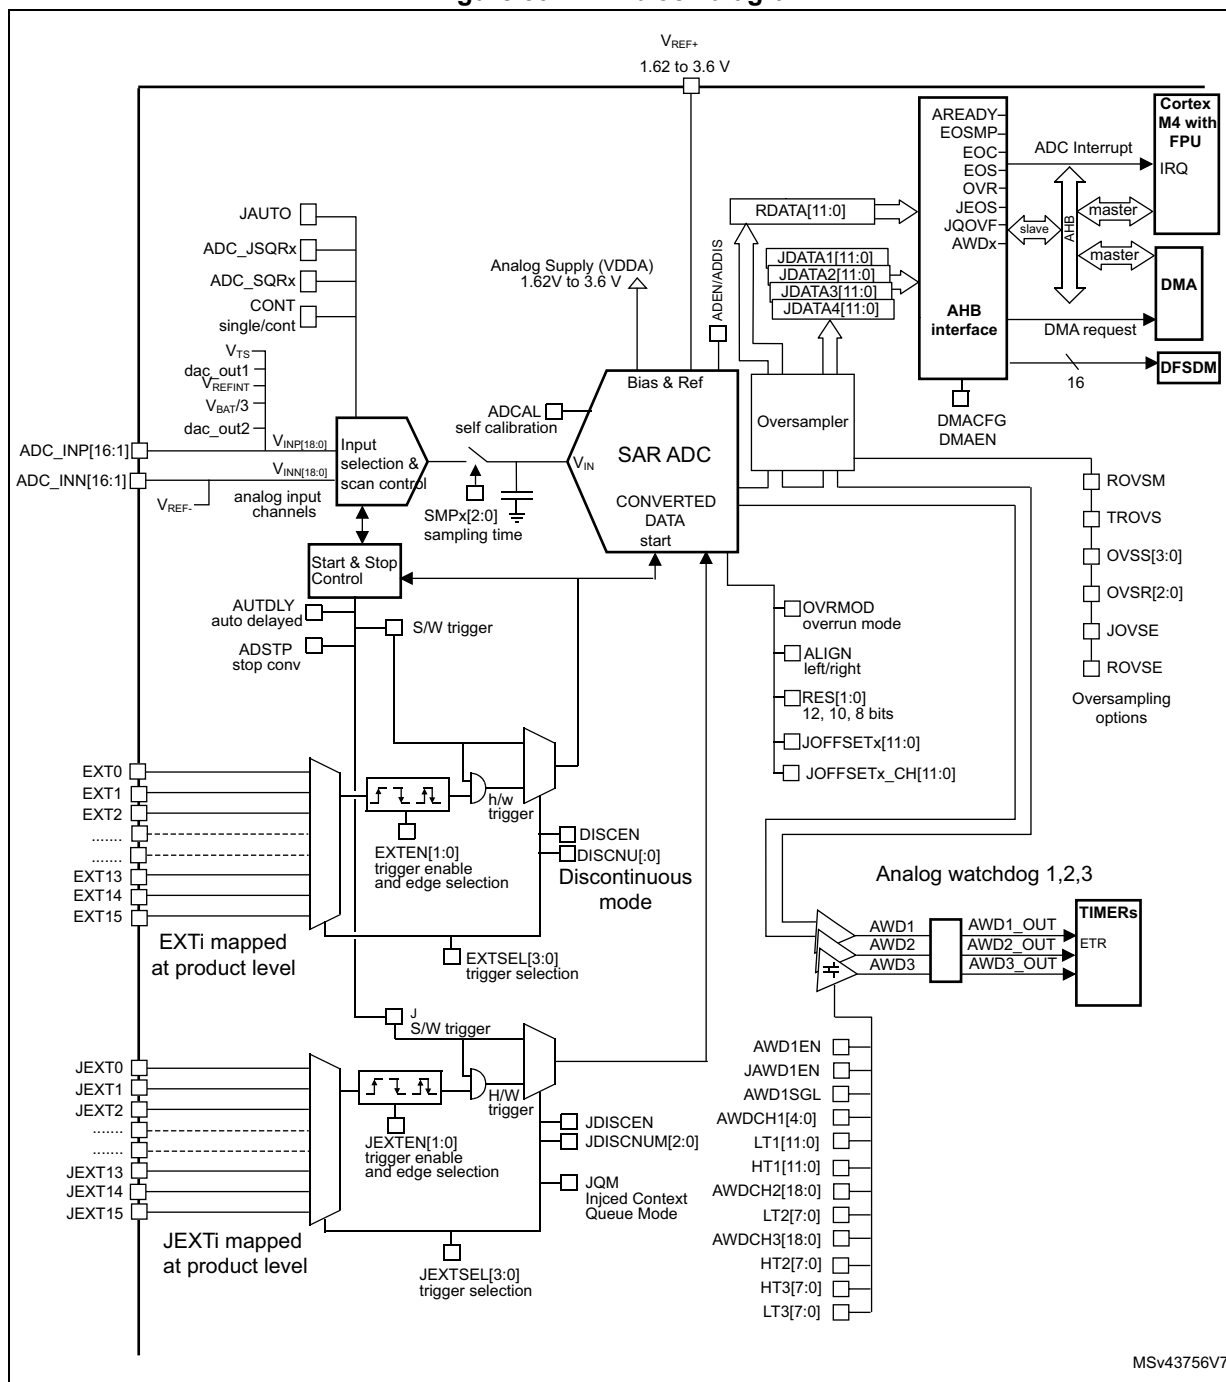 VREF+
1.62 to 3.6 V
AREADY
EOSMP
EOC
EOS
OVR
JEOS
JQOVF
AWDx
AHB
interface
Cortex
M4 with
FPU
IRQ
ADC Interrupt
AHB
slave
master
master
DMA
DMA request
DFSDM
16
DMACFG
DMAEN
RDATA[11:0]
JDATA1[11:0]
JDATA2[11:0]
JDATA3[11:0]
JDATA4[11:0]
JAUTO
ADC_JSQRx
ADC_SQRx
CONT
single/cont
Analog Supply (VDDA)
1.62V to 3.6 V
ADEN/ADDIS
VTS
dac_out1
VREFINT
VBAT/3
dac_out2
ADC_INP[16:1]
ADC_INN[16:1]
VINP[18:0]
VINN[18:0]
VREF-
analog input
channels
Input
selection &
scan control
ADCAL
self calibration
SMPx[2:0]
sampling time
Bias & Ref
SAR ADC
VIN
CONVERTED
DATA
start
Oversampler
ROVSM
TROVS
OVSS[3:0]
OVSR[2:0]
JOVSE
ROVSE
Oversampling
options
Start & Stop
Control
AUTDLY
auto delayed
ADSTP
stop conv
S/W trigger
OVRMOD
overrun mode
ALIGN
left/right
RES[1:0]
12, 10, 8 bits
JOFFSETx[11:0]
JOFFSETx_CH[11:0]
EXT0
EXT1
EXT2
.......
.......
EXT13
EXT14
EXT15
h/w
trigger
EXTEN[1:0]
trigger enable
and edge selection
DISCEN
DISCNU[:0]
Discontinuous
mode
EXTi mapped
at product level
EXTSEL[3:0]
trigger selection
Analog watchdog 1,2,3
AWD1
AWD2
AWD3
AWD1_OUT
AWD2_OUT
AWD3_OUT
TIMERs
ETR
J
S/W trigger
JEXT0
JEXT1
JEXT2
.......
.......
JEXT13
JEXT14
JEXT15
H/W
trigger
JEXTEN[1:0]
trigger enable
and edge selection
JDISCEN
JDISCNUM[2:0]
JQM
Injced Context
Queue Mode
JEXTi mapped
at product level
JEXTSEL[3:0]
trigger selection
AWD1EN
JAWD1EN
AWD1SGL
AWDCH1[4:0]
LT1[11:0]
HT1[11:0]
AWDCH2[18:0]
LT2[7:0]
AWDCH3[18:0]
HT2[7:0]
HT3[7:0]
LT3[7:0]
MSv43756V7